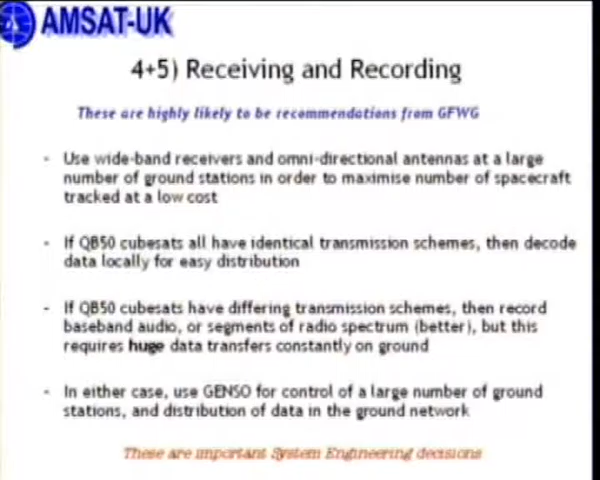 AMSAT-UK
4+5) Receiving and Recording
These are highly likely to be recommendations from GFWG
- Use wide-band receivers and omni-directional antennas at a large
number of ground stations in order to maximise number of spacecraft
tracked at a low cost
- If QB50 cubesats all have identical transmission schemes, then decode
data locally for easy distribution
- If QB50 cubesats have differing transmission schemes, then record
baseband audio, or segments of radio spectrum (better), but this
requires huge data transfers constantly on ground
- In either case, use GENSO for control of a large number of ground
stations, and distribution of data in the ground network
These are important System Engineering decisions